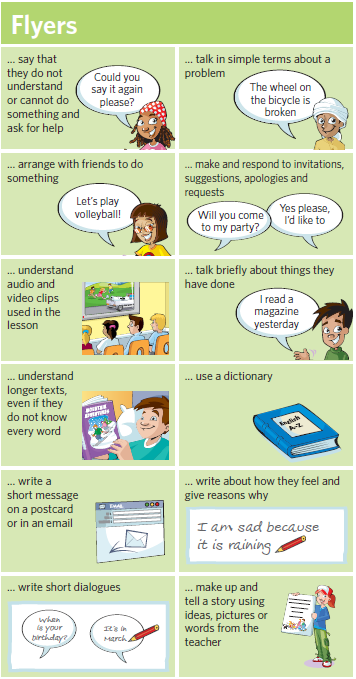 Flyers
... say that
they do not
understand
or cannot do
something and
ask for help
Could you
say it again
please?
... talk in simple terms about a
problem
The wheel on
the bicycle is
broken
... arrange with friends to do
something
Let's play
volleyball!
... make and respond to invitations,
suggestions, apologies and
requests
Will you come
to my party?
Yes please,
I'd like to
... understand
audio and
video clips
used in the
lesson
... talk briefly about things they
have done
I read a
magazine
yesterday
... understand
longer texts,
even if they
do not know
every word
MOUNTAIN
ADVENTURES
... use a dictionary
English
A-Z
... write a
short message
on a postcard
or in an email
EMAIL
... write about how they feel and
give reasons why
I am sad because
it is raining
... write short dialogues
When
is your
birthday?
It's in
March
... make up and
tell a story using
ideas, pictures or
words from the
teacher